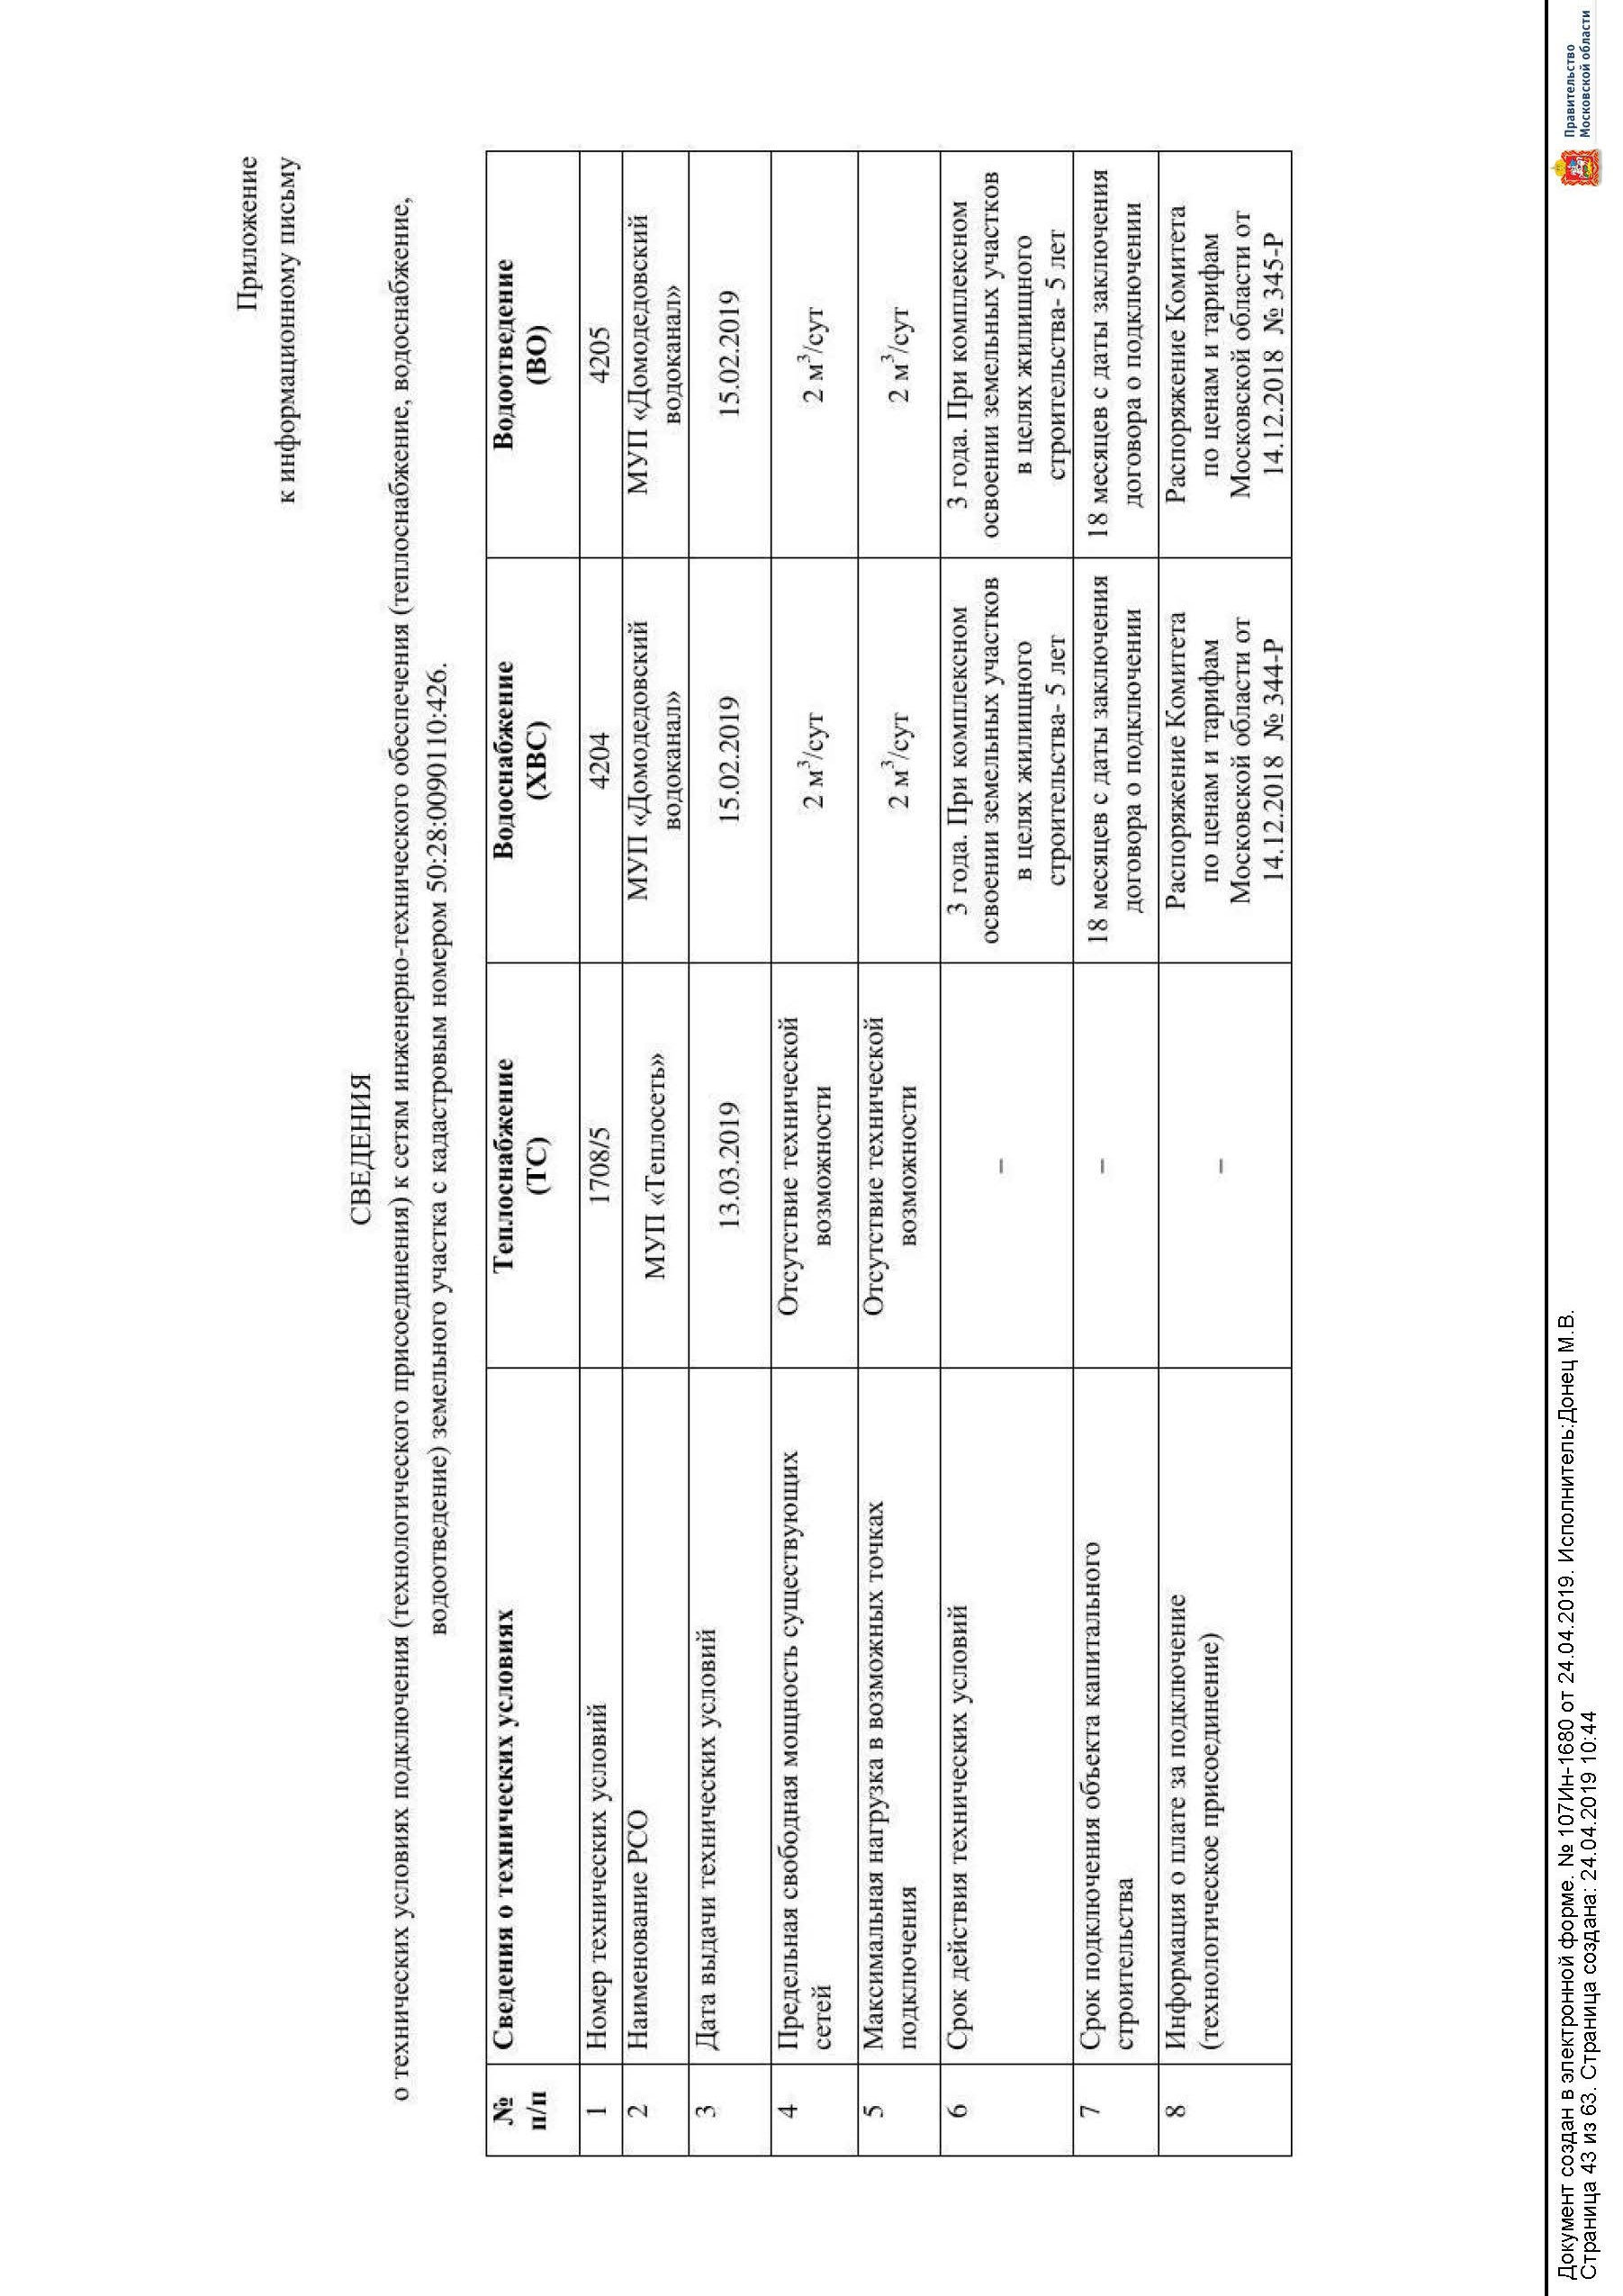 Приложение
к информационному письму
СВЕДЕНИЯ
о технических условиях подключения (технологического присоединения) к сетям инженерно-технического обеспечения (теплоснабжение, водоснабжение,
водоотведение) земельного участка с кадастровым номером 50:28:0090110:426.
№
п/п
Сведения о технических условиях
Теплоснабжение
(ТС)
Водоснабжение
(ХВС)
Водоотведение
(ВО)
1
Номер технических условий
1708/5
4204
4205
2
Наименование РСО
МУП «Теплосеть»
МУП «Домодедовский
водоканал»
МУП «Домодедовский
водоканал»
3
Дата выдачи технических условий
13.03.2019
15.02.2019
15.02.2019
4
Предельная свободная мощность существующих
сетей
Отсутствие технической
возможности
2 м³/сут
2 м³/сут
5
Максимальная нагрузка в возможных точках
подключения
Отсутствие технической
возможности
2 м³/сут
2 м³/сут
6
Срок действия технических условий
–
3 года. При комплексном
освоении земельных участков
в целях жилищного
строительства- 5 лет
3 года. При комплексном
освоении земельных участков
в целях жилищного
строительства- 5 лет
7
Срок подключения объекта капитального
строительства
–
18 месяцев с даты заключения
договора о подключении
18 месяцев с даты заключения
договора о подключении
8
Информация о плате за подключение
(технологическое присоединение)
–
Распоряжение Комитета
по ценам и тарифам
Московской области от
14.12.2018 № 344-Р
Распоряжение Комитета
по ценам и тарифам
Московской области от
14.12.2018 № 345-Р
Документ создан в электронной форме. № 107Ин-1680 от 24.04.2019. Исполнитель:Донец М.В.
Страница 43 из 63. Страница создана: 24.04.2019 10:44
Правительство
Московской области